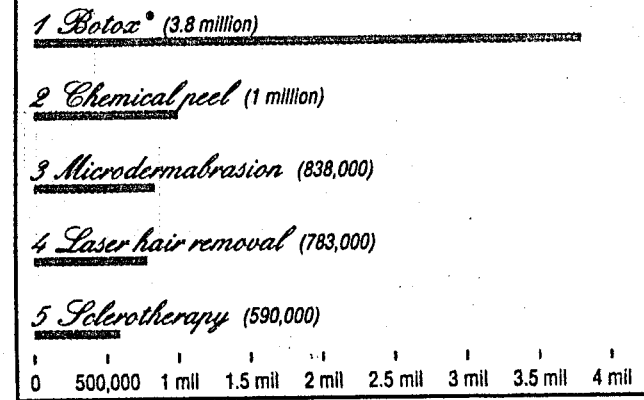 1 Botox® (3.8 million)
2 Chemical peel (1 million)
3 Microdermabrasion (838,000)
4 Laser hair removal (783,000)
5 Sclerotherapy (590,000)
0 500,000 1 mil 1.5 mil 2 mil 2.5 mil 3 mil 3.5 mil 4 mil